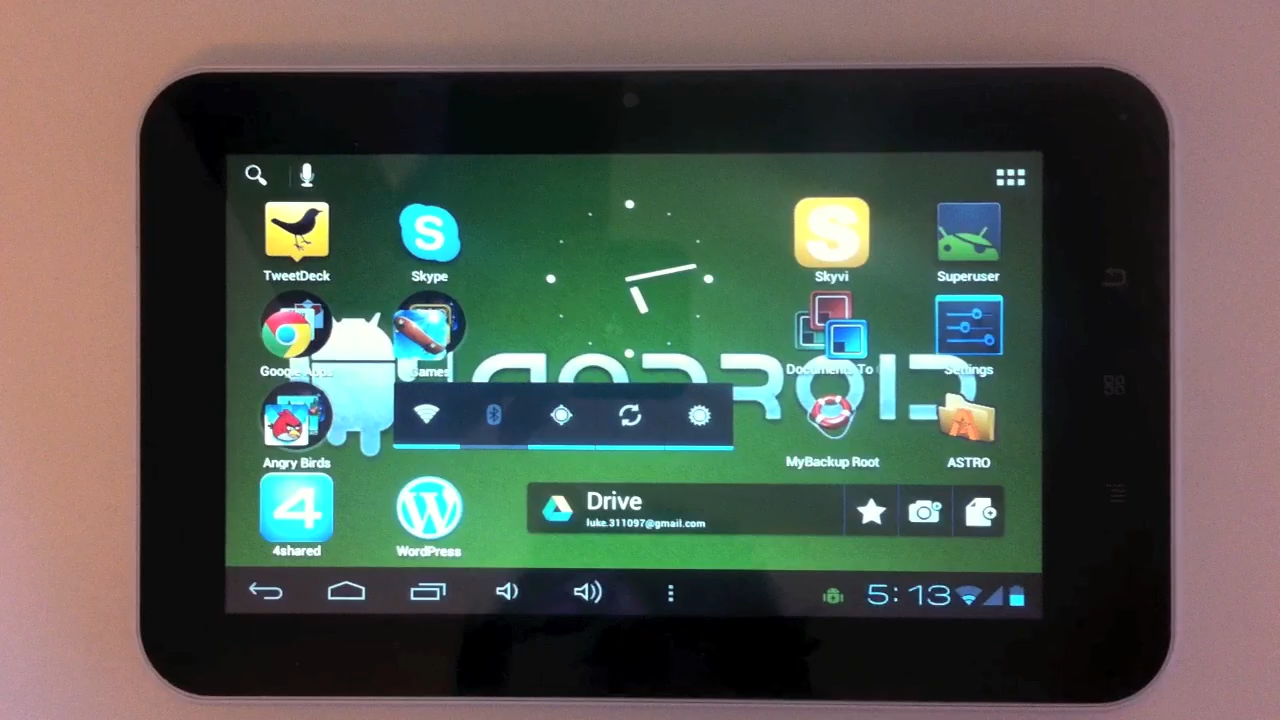 TweetDeck
Skype
S
Skyvi
S
Superuser
Google Apps
Games
Documents To
Settings
ANDROID
Angry Birds
MyBackup Root
ASTRO
4
4shared
W
WordPress
Drive
luke.311097@gmail.com
5:13